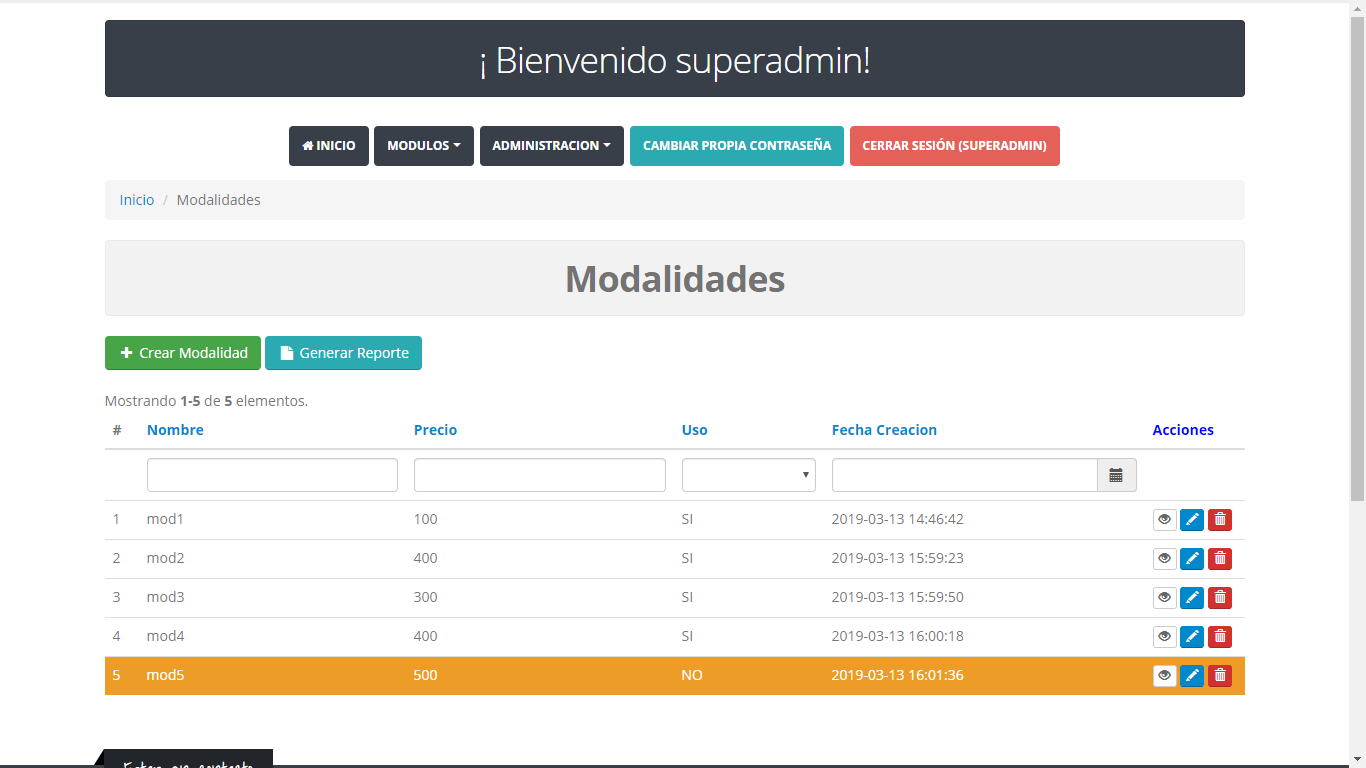 ¡ Bienvenido superadmin!
INICIO MODULOS ADMINISTRACION CAMBIAR PROPIA CONTRASEÑA CERRAR SESIÓN (SUPERADMIN)
Inicio / Modalidades
Modalidades
Crear Modalidad Generar Reporte
Mostrando 1-5 de 5 elementos.
# Nombre Precio Uso Fecha Creacion Acciones
1 mod1 100 SI 2019-03-13 14:46:42
2 mod2 400 SI 2019-03-13 15:59:23
3 mod3 300 SI 2019-03-13 15:59:50
4 mod4 400 SI 2019-03-13 16:00:18
5 mod5 500 NO 2019-03-13 16:01:36